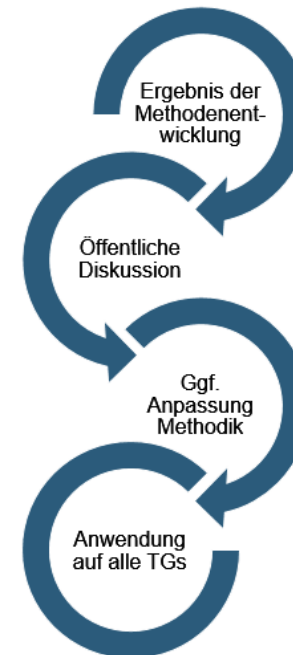 Ergebnis der
Methodenent-
wicklung
Öffentliche
Diskussion
Ggf.
Anpassung
Methodik
Anwendung
auf alle TGs